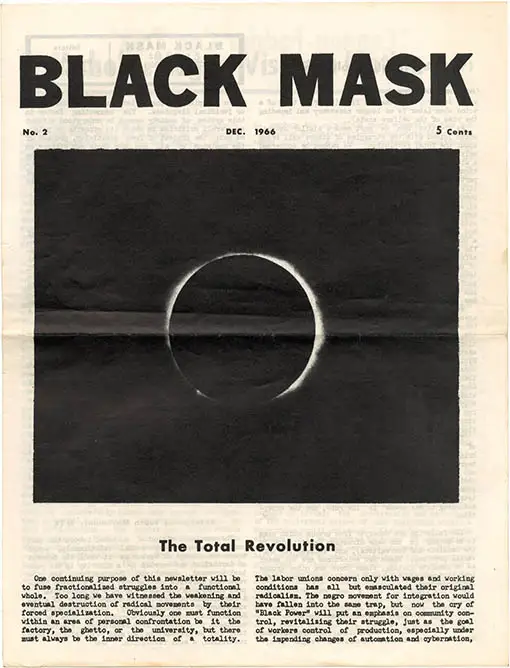 BLACK MASK
No. 2 DEC. 1966 5 Cents
The Total Revolution
One continuing purpose of this newsletter will be
to fuse fractionalized struggles into a functional
whole. Too long we have witnessed the weakening and
eventual destruction of radical movements by their
forced specialization. Obviously one must function
within an area of personal confrontation be it the
factory, the ghetto, or the university, but there
must always be the inner direction of a totality.
The labor unions concern only with wages and working
conditions has all but emasculated their original
radicalism. The negro movement for integration would
have fallen into the same trap, but now the cry of
"Black Power" will put an emphasis on community con-
trol, revitalising their struggle, just as the goal
of workers control of production, especially under
the impending changes of automation and cybernation,